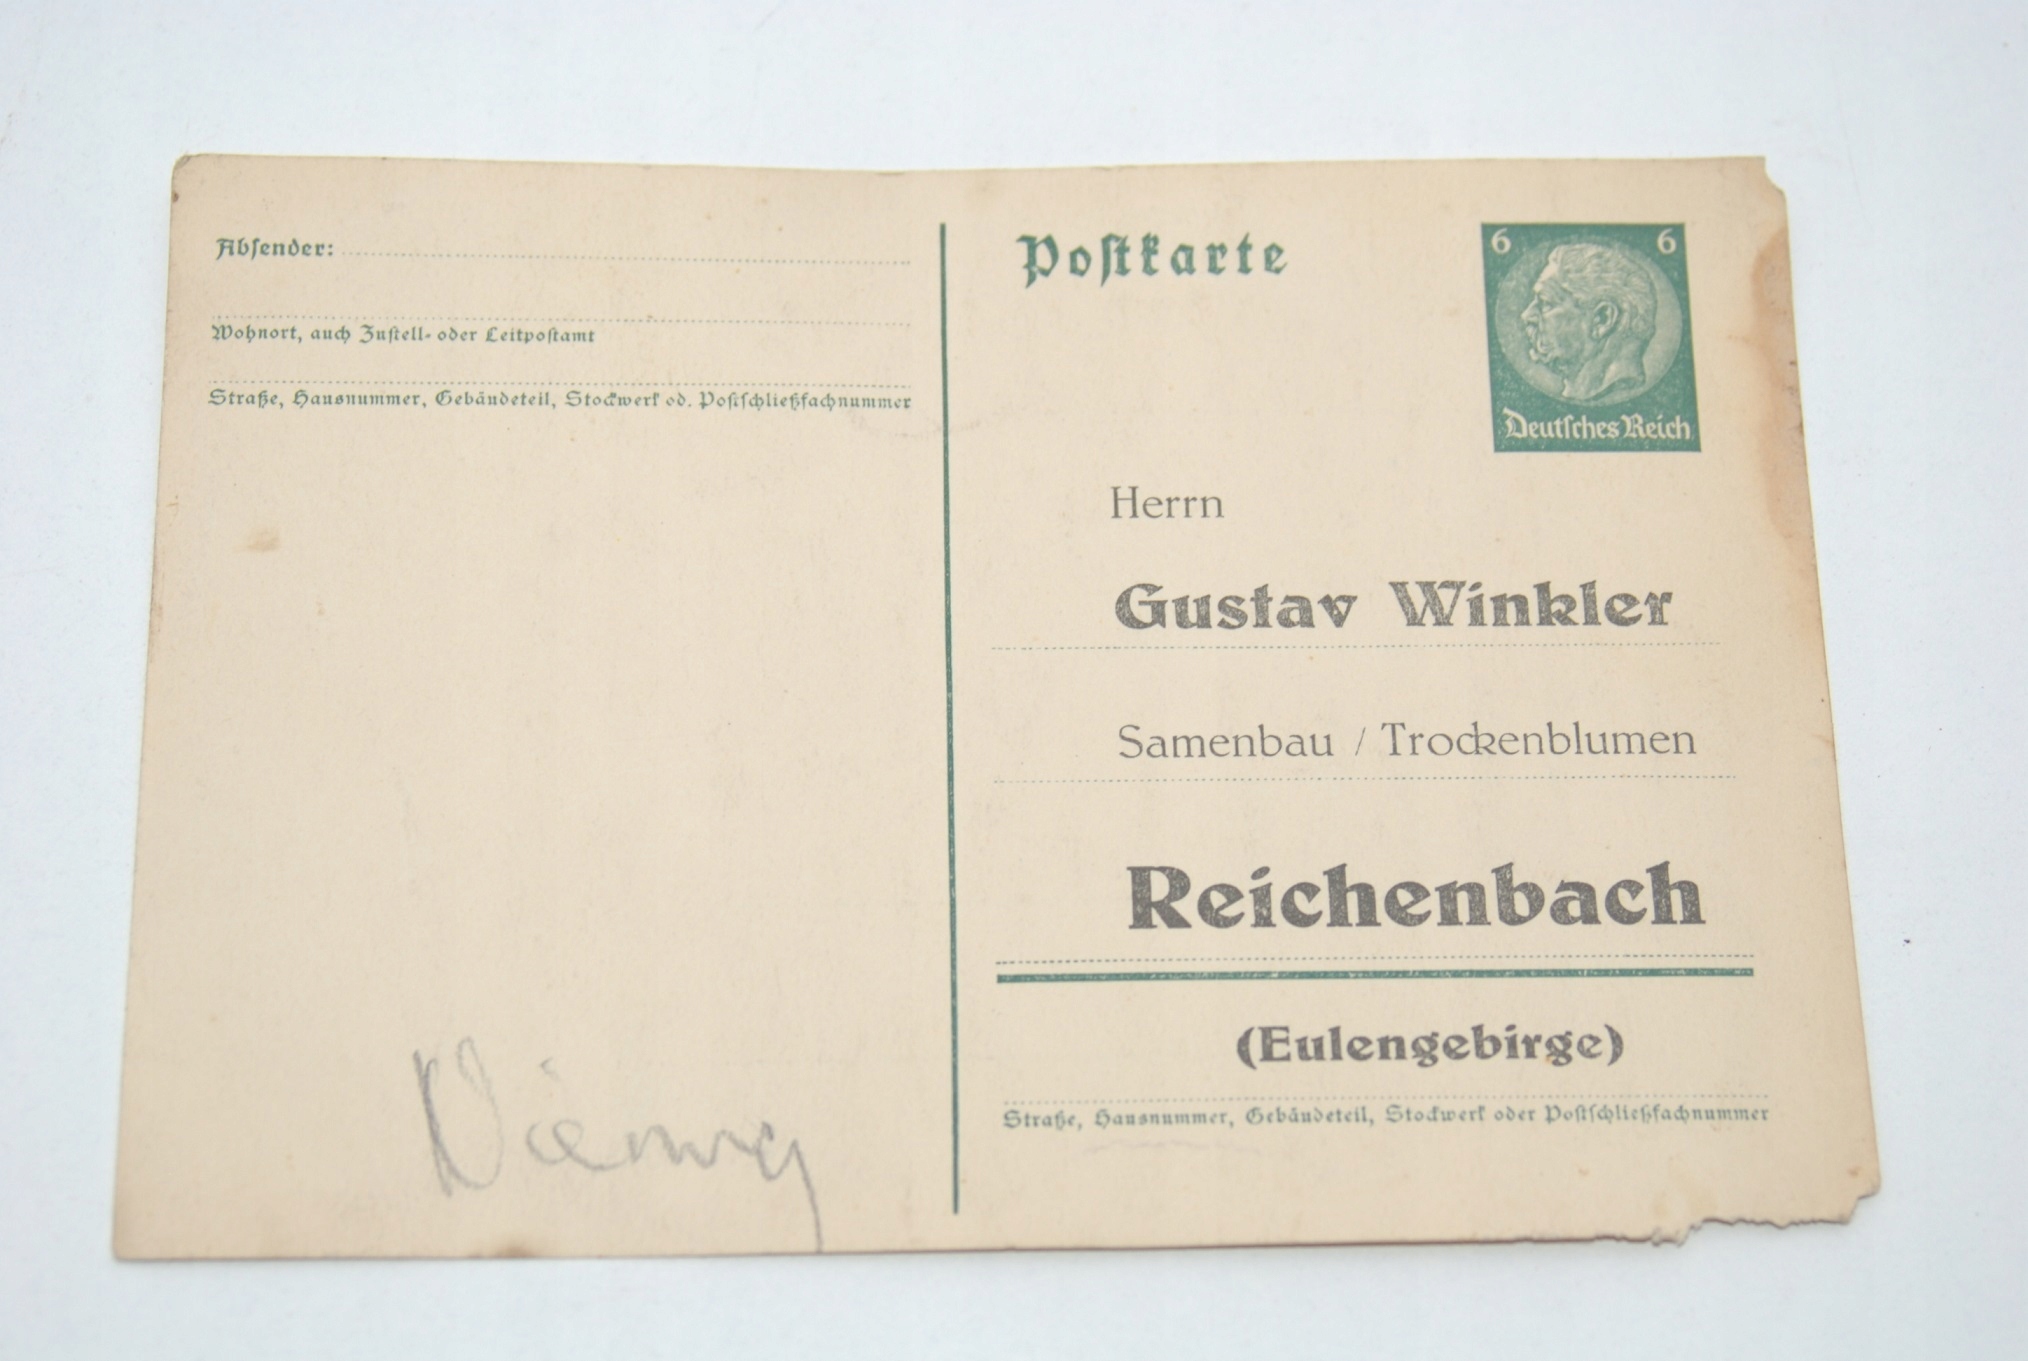 Absender:
Wohnort, auch Zustell- oder Leitpostamt
Straße, Hausnummer, Gebäudeteil, Stockwerk od. Postschließfachnummer
Postkarte
6 6
Deutsches Reich
Herrn
Gustav Winkler
Samenbau / Trockenblumen
Reichenbach
(Eulengebirge)
Straße, Hausnummer, Gebäudeteil, Stockwerk oder Postschließfachnummer